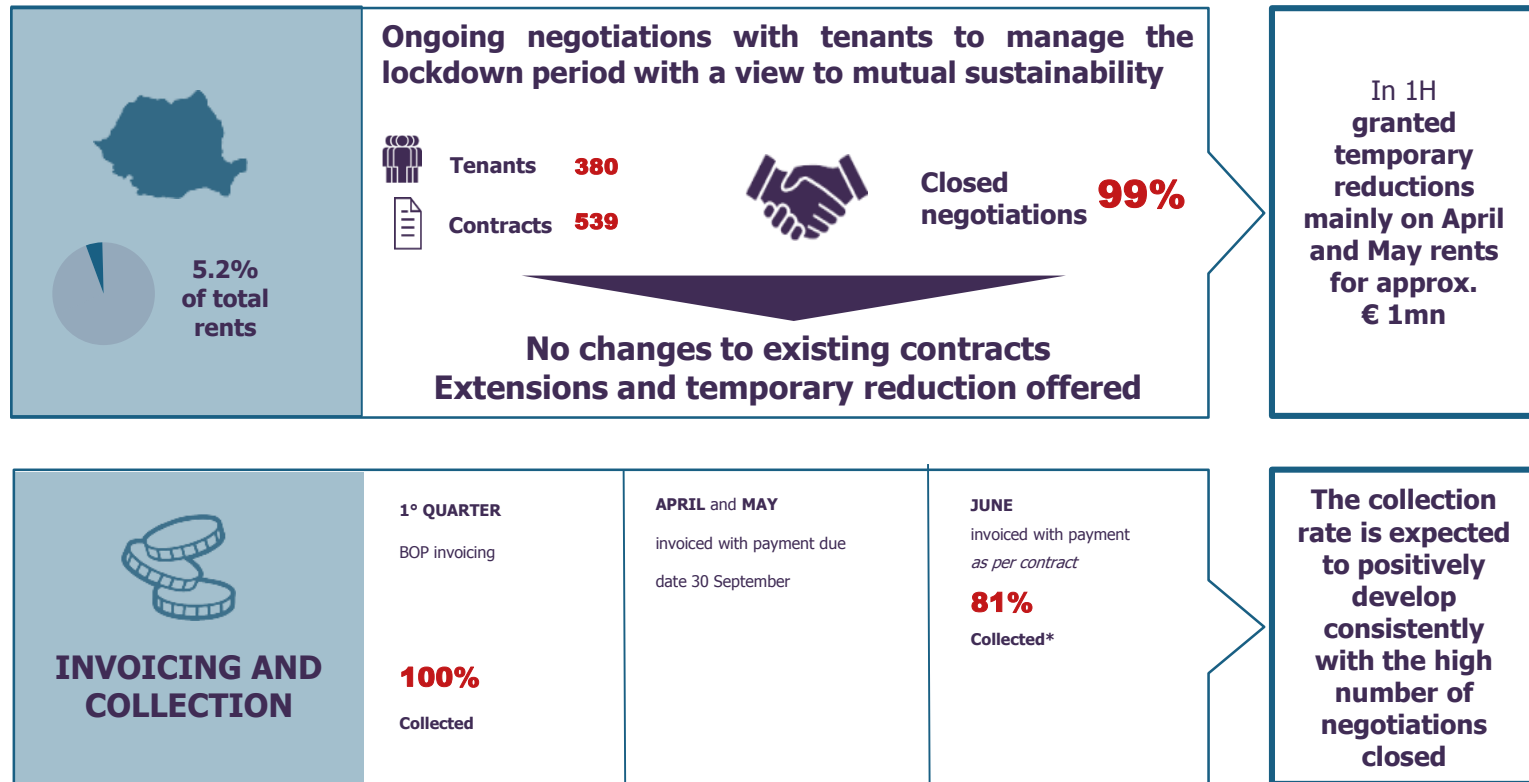 Ongoing negotiations with tenants to manage the
lockdown period with a view to mutual sustainability
Tenants 380
Contracts 539
Closed
negotiations 99%
5.2%
of total
rents
No changes to existing contracts
Extensions and temporary reduction offered
In 1H
granted
temporary
reductions
mainly on April
and May rents
for approx.
€ 1mn
INVOICING AND
COLLECTION
1° QUARTER
BOP invoicing
100%
Collected
APRIL and MAY
invoiced with payment due
date 30 September
JUNE
invoiced with payment
as per contract
81%
Collected*
The collection
rate is expected
to positively
develop
consistently
with the high
number of
negotiations
closed